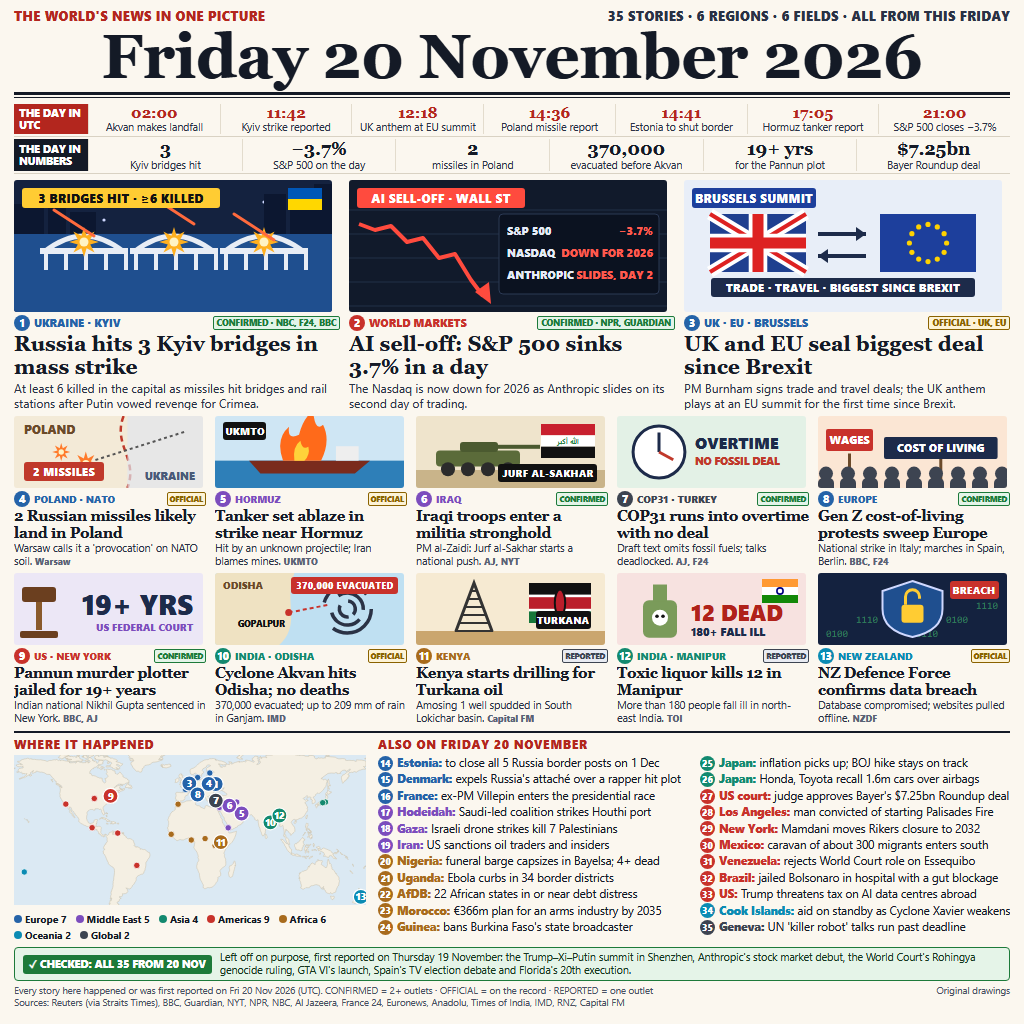 THE WORLD'S NEWS IN ONE PICTURE
35 STORIES · 6 REGIONS · 6 FIELDS · ALL FROM THIS FRIDAY
Friday 20 November 2026
THE DAY IN UTC
02:00
Akvan makes landfall
11:42
Kyiv strike reported
12:18
UK anthem at EU summit
14:36
Poland missile report
14:41
Estonia to shut border
17:05
Hormuz tanker report
21:00
S&P 500 closes −3.7%
THE DAY IN NUMBERS
3
Kyiv bridges hit
−3.7%
S&P 500 on the day
2
missiles in Poland
370,000
evacuated before Akvan
19+ yrs
for the Pannun plot
$7.25bn
Bayer Roundup deal
3 BRIDGES HIT · ≥6 KILLED
1 UKRAINE · KYIV
CONFIRMED · NBC, F24, BBC
Russia hits 3 Kyiv bridges in
mass strike
At least 6 killed in the capital as missiles hit bridges and rail
stations after Putin vowed revenge for Crimea.
AI SELL-OFF · WALL ST
S&P 500 −3.7%
NASDAQ DOWN FOR 2026
ANTHROPIC SLIDES, DAY 2
2 WORLD MARKETS
CONFIRMED · NPR, GUARDIAN
AI sell-off: S&P 500 sinks
3.7% in a day
The Nasdaq is now down for 2026 as Anthropic slides on its
second day of trading.
BRUSSELS SUMMIT
TRADE · TRAVEL · BIGGEST SINCE BREXIT
3 UK · EU · BRUSSELS
OFFICIAL · UK, EU
UK and EU seal biggest deal
since Brexit
PM Burnham signs trade and travel deals; the UK anthem
plays at an EU summit for the first time since Brexit.
POLAND
2 MISSILES
UKRAINE
4 POLAND · NATO
OFFICIAL
2 Russian missiles likely
land in Poland
Warsaw calls it a 'provocation' on NATO
soil. Warsaw
UKMTO
5 HORMUZ
OFFICIAL
Tanker set ablaze in
strike near Hormuz
Hit by an unknown projectile; Iran
blames mines. UKMTO
الله أكبر
JURF AL-SAKHAR
6 IRAQ
CONFIRMED
Iraqi troops enter a
militia stronghold
PM al-Zaidi: Jurf al-Sakhar starts a
national push. AJ, NYT
OVERTIME
NO FOSSIL DEAL
7 COP31 · TURKEY
CONFIRMED
COP31 runs into overtime
with no deal
Draft text omits fossil fuels; talks
deadlocked. AJ, F24
WAGES
COST OF LIVING
8 EUROPE
CONFIRMED
Gen Z cost-of-living
protests sweep Europe
National strike in Italy; marches in Spain,
Berlin. BBC, F24
19+ YRS
US FEDERAL COURT
9 US · NEW YORK
CONFIRMED
Pannun murder plotter
jailed for 19+ years
Indian national Nikhil Gupta sentenced in
New York. BBC, AJ
ODISHA
370,000 EVACUATED
GOPALPUR
10 INDIA · ODISHA
OFFICIAL
Cyclone Akvan hits
Odisha; no deaths
370,000 evacuated; up to 209 mm of rain
in Ganjam. IMD
TURKANA
11 KENYA
REPORTED
Kenya starts drilling for
Turkana oil
Amosing 1 well spudded in South
Lokichar basin. Capital FM
12 DEAD
180+ FALL ILL
12 INDIA · MANIPUR
REPORTED
Toxic liquor kills 12 in
Manipur
More than 180 people fall ill in north-
east India. TOI
BREACH
1110
1110
0100
0100
110
13 NEW ZEALAND
OFFICIAL
NZ Defence Force
confirms data breach
Database compromised; websites pulled
offline. NZDF
WHERE IT HAPPENED
3
4
1
8
7
9
6
5
12
10
11
13
Europe 7 Middle East 5 Asia 4 Americas 9 Africa 6
Oceania 2 Global 2
ALSO ON FRIDAY 20 NOVEMBER
14 Estonia: to close all 5 Russia border posts on 1 Dec
15 Denmark: expels Russia's attaché over a rapper hit plot
16 France: ex-PM Villepin enters the presidential race
17 Hodeidah: Saudi-led coalition strikes Houthi port
18 Gaza: Israeli drone strikes kill 7 Palestinians
19 Iran: US sanctions oil traders and insiders
20 Nigeria: funeral barge capsizes in Bayelsa; 4+ dead
21 Uganda: Ebola curbs in 34 border districts
22 AfDB: 22 African states in or near debt distress
23 Morocco: €366m plan for an arms industry by 2035
24 Guinea: bans Burkina Faso's state broadcaster
25 Japan: inflation picks up; BOJ hike stays on track
26 Japan: Honda, Toyota recall 1.6m cars over airbags
27 US court: judge approves Bayer's $7.25bn Roundup deal
28 Los Angeles: man convicted of starting Palisades Fire
29 New York: Mamdani moves Rikers closure to 2032
30 Mexico: caravan of about 300 migrants enters south
31 Venezuela: rejects World Court role on Essequibo
32 Brazil: jailed Bolsonaro in hospital with a gut blockage
33 US: Trump threatens tax on AI data centres abroad
34 Cook Islands: aid on standby as Cyclone Xavier weakens
35 Geneva: UN 'killer robot' talks run past deadline
✓ CHECKED: ALL 35 FROM 20 NOV
Left off on purpose, first reported on Thursday 19 November: the Trump–Xi–Putin summit in Shenzhen, Anthropic's stock market debut, the World Court's Rohingya
genocide ruling, GTA VI's launch, Spain's TV election debate and Florida's 20th execution.
Every story here happened or was first reported on Fri 20 Nov 2026 (UTC). CONFIRMED = 2+ outlets · OFFICIAL = on the record · REPORTED = one outlet
Original drawings
Sources: Reuters (via Straits Times), BBC, Guardian, NYT, NPR, NBC, Al Jazeera, France 24, Euronews, Anadolu, Times of India, IMD, RNZ, Capital FM